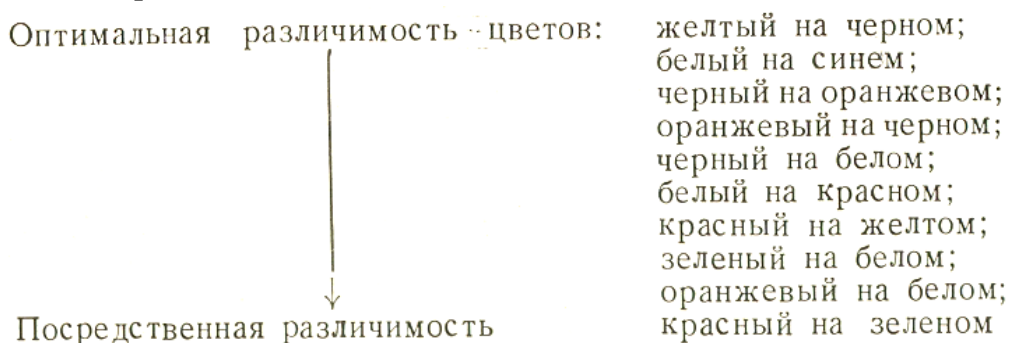 Оптимальная различимость цветов: желтый на черном;
белый на синем;
черный на оранжевом;
оранжевый на черном;
черный на белом;
белый на красном;
красный на желтом;
зеленый на белом;
оранжевый на белом;
Посредственная различимость красный на зеленом